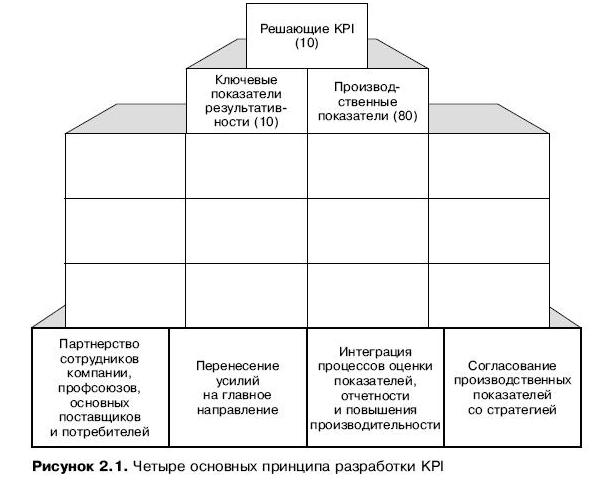 Решающие KPI
(10)
Ключевые
показатели
результатив-
ности (10)
Производ-
ственные
показатели (80)
Партнерство
сотрудников
компании,
профсоюзов,
основных
поставщиков
и потребителей
Перенесение
усилий
на главное
направление
Интеграция
процессов оценки
показателей,
отчетности
и повышения
производительности
Согласование
производственных
показателей
со стратегией
Рисунок 2.1. Четыре основных принципа разработки KPI